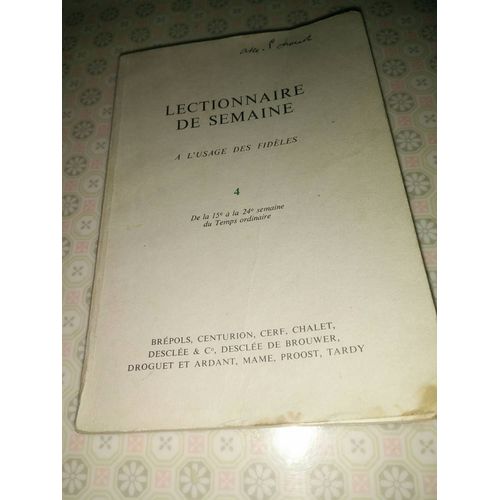 LECTIONNAIRE
DE SEMAINE
A L'USAGE DES FIDÈLES
4
De la 15e à la 24e semaine
du Temps ordinaire
BRÉPOLS, CENTURION, CERF, CHALET,
DESCLÉE & Co, DESCLÉE DE BROUWER,
DROGUET ET ARDANT, MAME, PROOST, TARDY